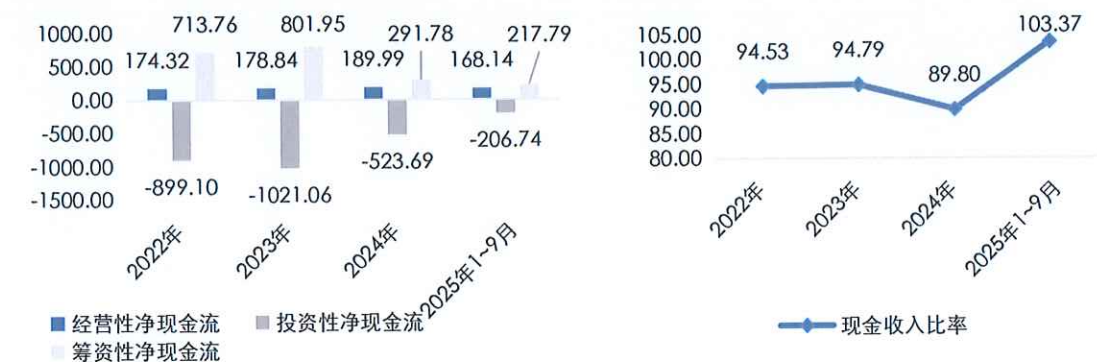 1000.00
500.00
0.00
-500.00
-1000.00
-1500.00
713.76
801.95
291.78
217.79
174.32
178.84
189.99
168.14
-899.10
-1021.06
-523.69
-206.74
2022年
2023年
2024年
2025年1~9月
经营性净现金流
投资性净现金流
筹资性净现金流
105.00
100.00
95.00
90.00
85.00
80.00
94.53
94.79
89.80
103.37
2022年
2023年
2024年
2025年1~9月
现金收入比率